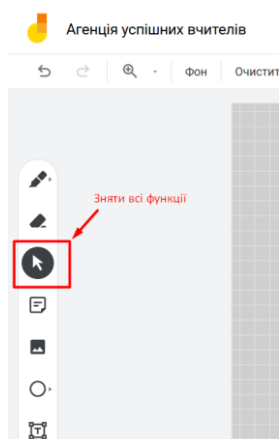 Агенція успішних вчителів
Фон
Очистит
Зняти всі функції